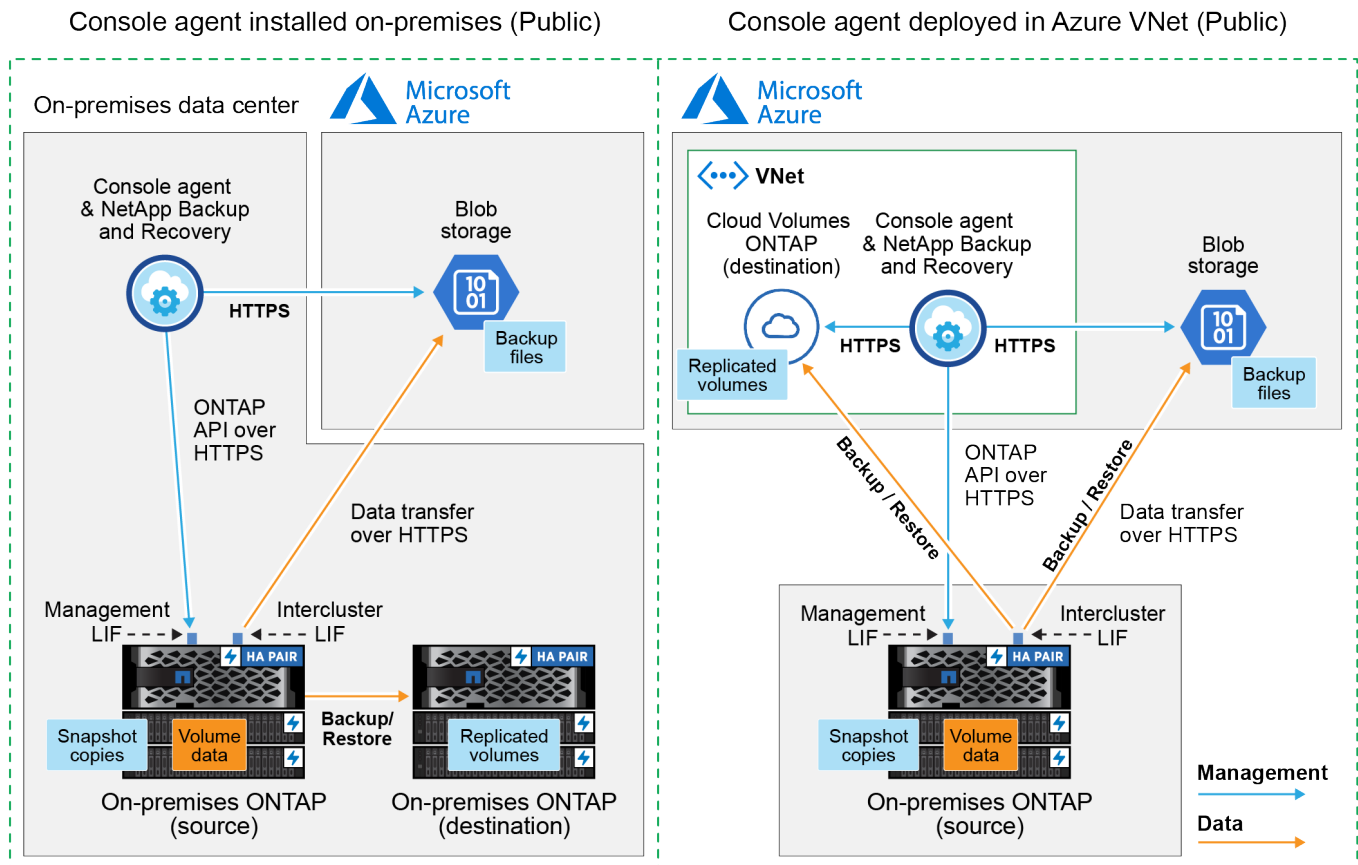 Console agent installed on-premises (Public)
On-premises data center
Microsoft
Azure
Console agent
& NetApp Backup
and Recovery
Blob
storage
10
01
HTTPS
Backup
files
ONTAP
API over
HTTPS
Data transfer
over HTTPS
Management
LIF
Intercluster
LIF
HA PAIR
HA PAIR
Backup/
Restore
Snapshot
copies
Volume
data
Replicated
volumes
On-premises ONTAP
(source)
On-premises ONTAP
(destination)
Console agent deployed in Azure VNet (Public)
Microsoft
Azure
VNet
Cloud Volumes
ONTAP
(destination)
Console agent
& NetApp Backup
and Recovery
Blob
storage
10
01
HTTPS
HTTPS
Replicated
volumes
Backup
files
Backup / Restore
ONTAP
API over
HTTPS
Backup / Restore
Data transfer
over HTTPS
Management
LIF
Intercluster
LIF
HA PAIR
Snapshot
copies
Volume
data
On-premises ONTAP
(source)
Management
Data